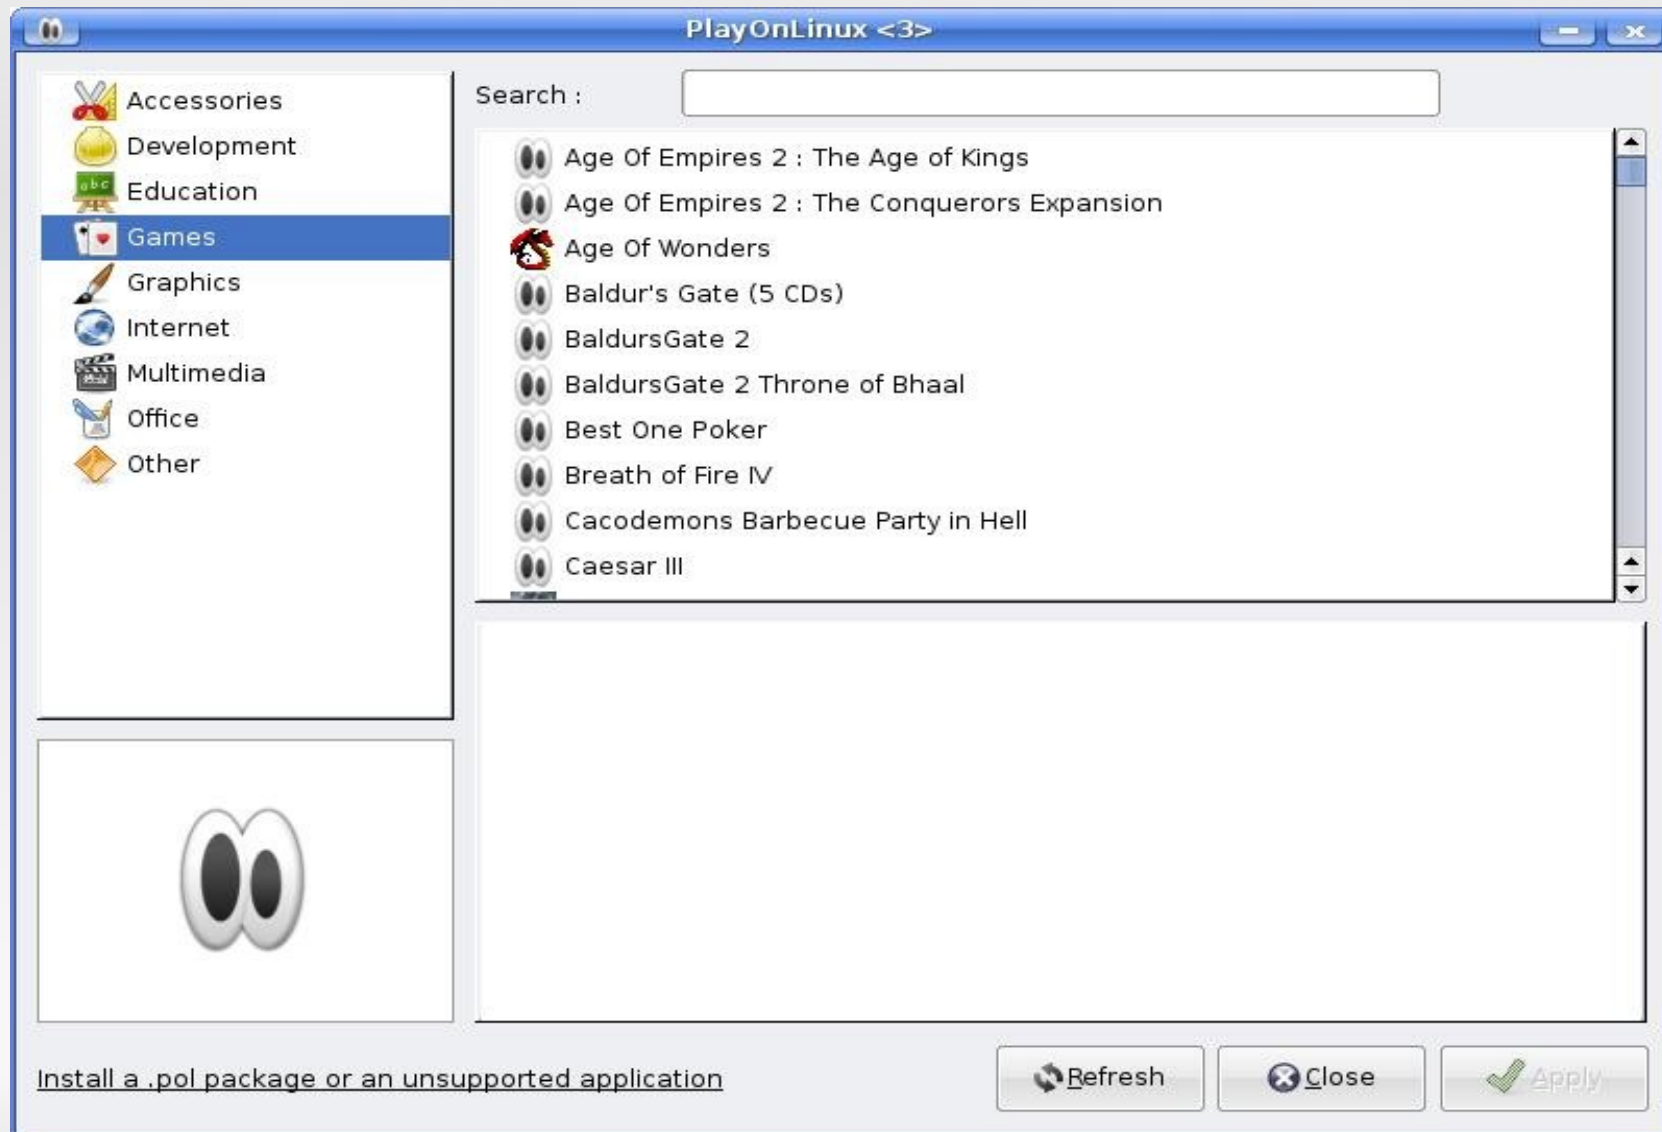 PlayOnLinux <3>
Accessories
Development
Education
Games
Graphics
Internet
Multimedia
Office
Other
Search :
Age Of Empires 2 : The Age of Kings
Age Of Empires 2 : The Conquerors Expansion
Age Of Wonders
Baldur's Gate (5 CDs)
BaldursGate 2
BaldursGate 2 Throne of Bhaal
Best One Poker
Breath of Fire IV
Cacodemons Barbecue Party in Hell
Caesar III
Install a .pol package or an unsupported application
Refresh
Close
Apply